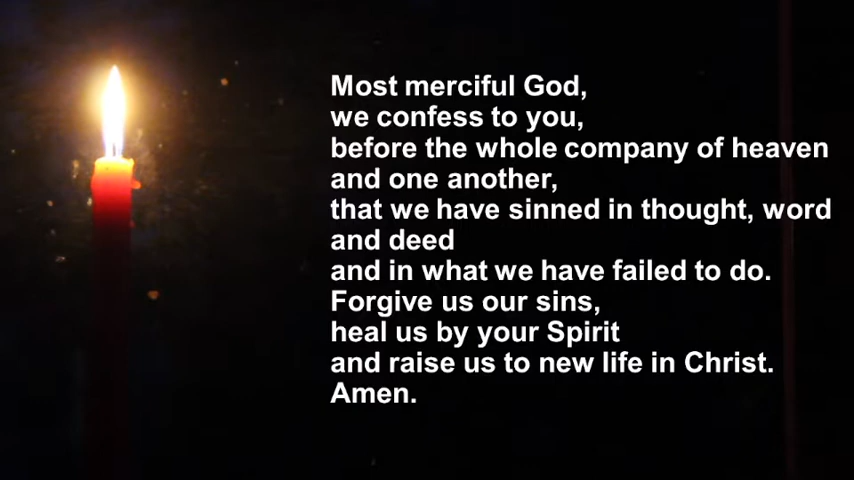 Most merciful God,
we confess to you,
before the whole company of heaven
and one another,
that we have sinned in thought, word
and deed
and in what we have failed to do.
Forgive us our sins,
heal us by your Spirit
and raise us to new life in Christ.
Amen.